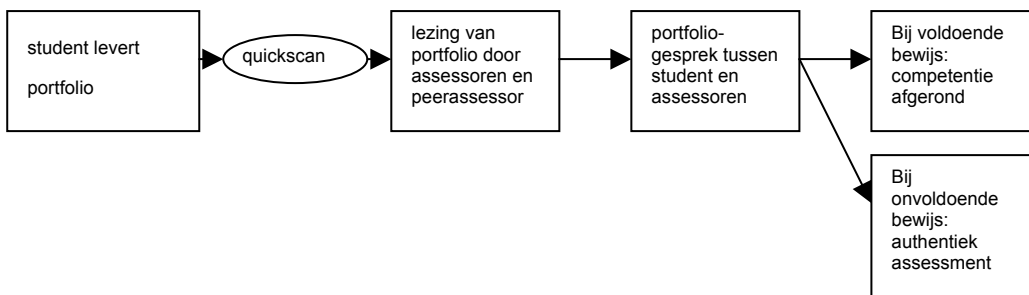 student levert
portfolio
quickscan
lezing van
portfolio door
assessoren en
peerassessor
portfolio-
gesprek tussen
student en
assessoren
Bij voldoende
bewijs:
competentie
afgerond
Bij
onvoldoende
bewijs:
authentiek
assessment